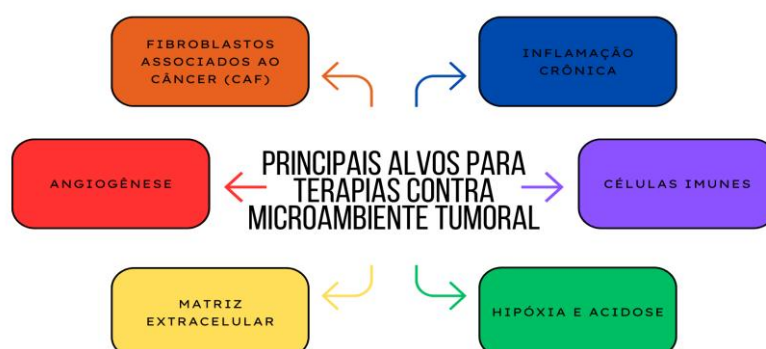 FIBROBLASTOS
ASSOCIADOS AO
CÂNCER (CAF)
INFLAMAÇÃO
CRÔNICA
ANGIOGÊNESE
PRINCIPAIS ALVOS PARA
TERAPIAS CONTRA
MICROAMBIENTE TUMORAL
CÉLULAS IMUNES
MATRIZ
EXTRACELULAR
HIPÓXIA E ACIDOSE